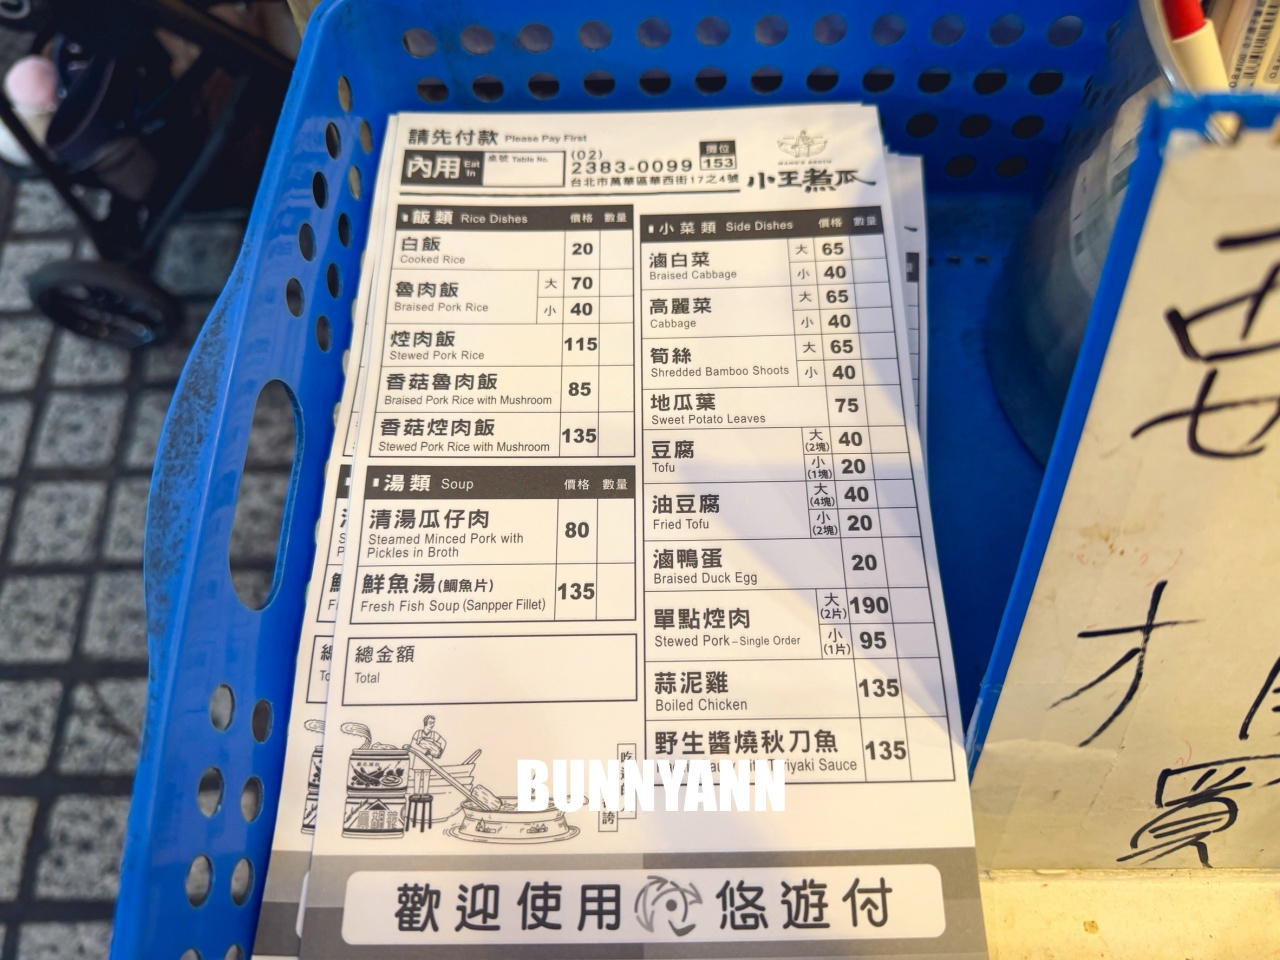 請先付款 Please Pay First
內用 Eat In 桌號 Table No.
(02)
2383-0099
攤位 153
台北市萬華區華西街17之4號
小王煮瓜
飯類 Rice Dishes 價格 數量
白飯 20
Cooked Rice
魯肉飯 大 70
Braised Pork Rice 小 40
焢肉飯 115
Stewed Pork Rice
香菇魯肉飯 85
Braised Pork Rice with Mushroom
香菇焢肉飯 135
Stewed Pork Rice with Mushroom
湯類 Soup 價格 數量
清湯瓜仔肉 80
Steamed Minced Pork with
Pickles in Broth
鮮魚湯(鯛魚片) 135
Fresh Fish Soup (Sanpper Fillet)
總金額
Total
小菜類 Side Dishes 價格 數量
滷白菜 大 65
Braised Cabbage 小 40
高麗菜 大 65
Cabbage 小 40
筍絲 大 65
Shredded Bamboo Shoots 小 40
地瓜葉 75
Sweet Potato Leaves
豆腐 大(2塊) 40
Tofu 小(1塊) 20
油豆腐 大(4塊) 40
Fried Tofu 小(2塊) 20
滷鴨蛋 20
Braised Duck Egg
單點焢肉 大(2片) 190
Stewed Pork – Single Order 小(1片) 95
蒜泥雞 135
Boiled Chicken
野生醬燒秋刀魚 135
Sauce
BUNNYANN
歡迎使用 悠遊付
才
買